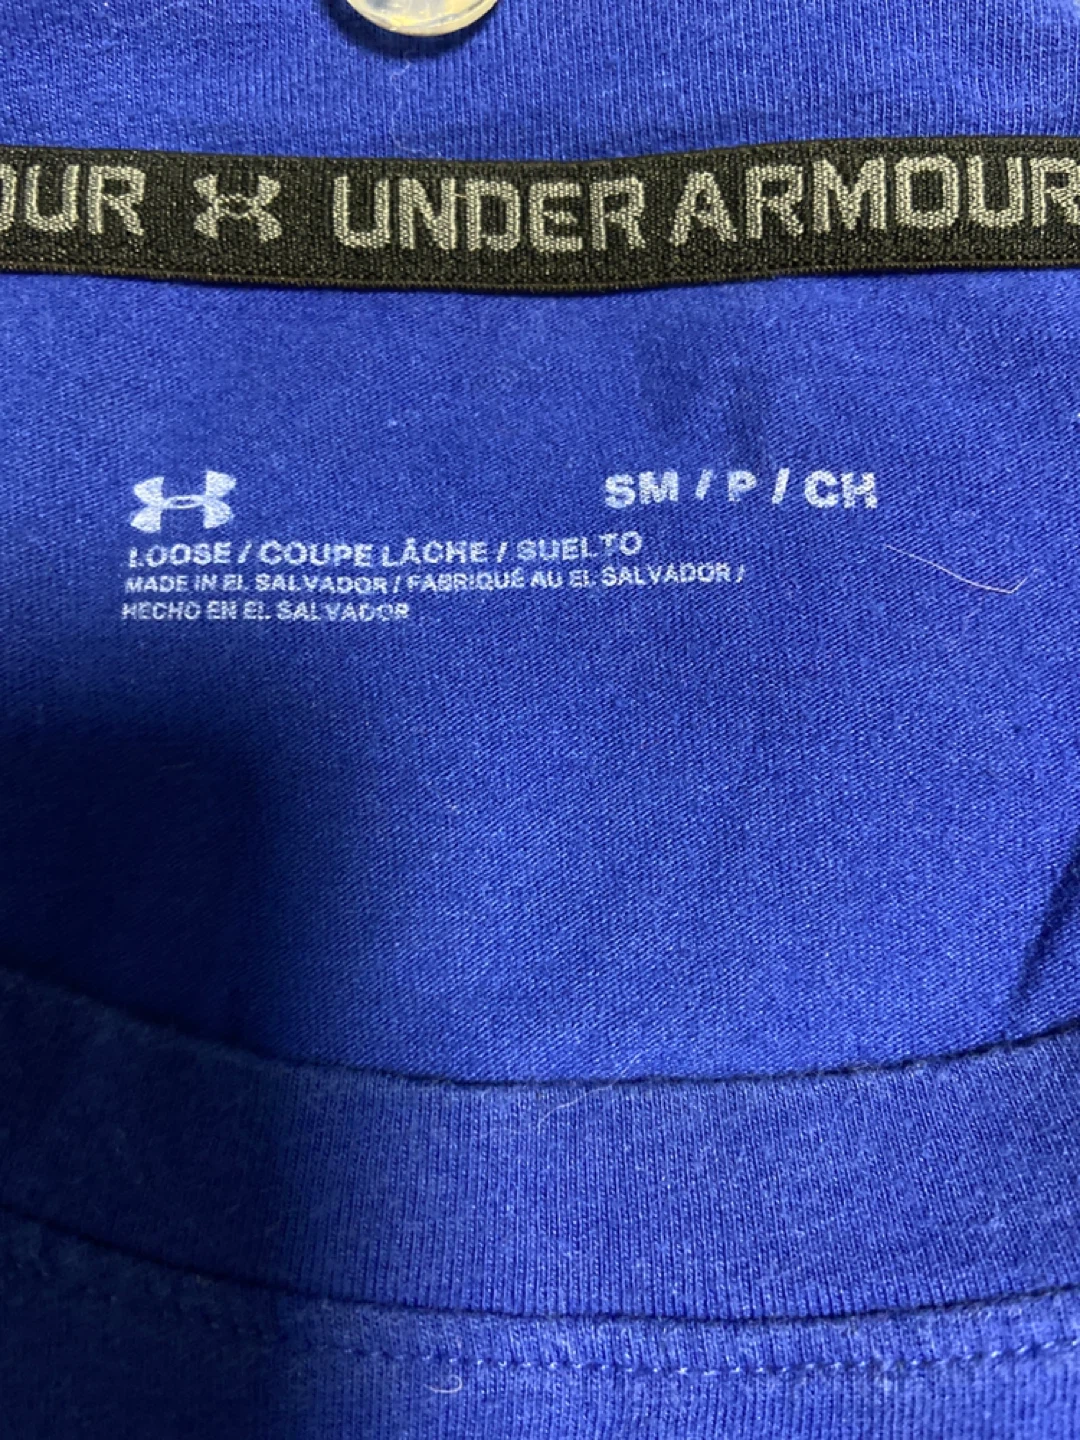 OUR UNDER ARMOUR
SM / P / CH
LOOSE / COUPE LÂCHE / SUELTO
MADE IN EL SALVADOR / FABRIQUÉ AU EL SALVADOR /
HECHO EN EL SALVADOR